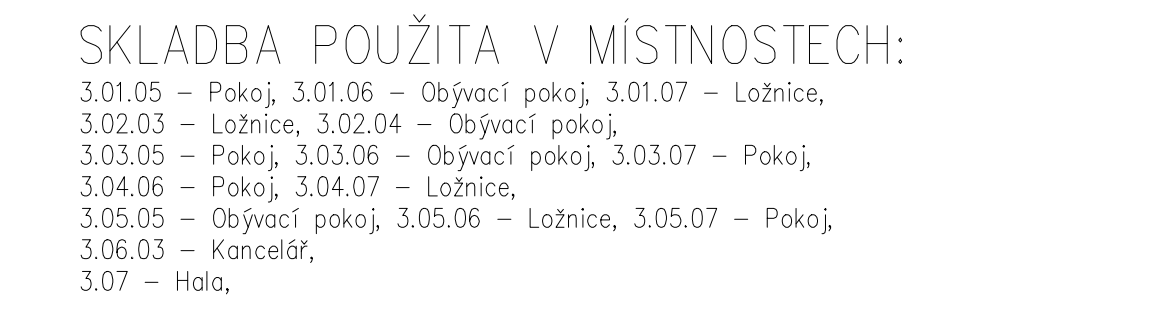 SKLADBA POUŽITA V MÍSTNOSTECH:
3.01.05 – Pokoj, 3.01.06 – Obývací pokoj, 3.01.07 – Ložnice,
3.02.03 – Ložnice, 3.02.04 – Obývací pokoj,
3.03.05 – Pokoj, 3.03.06 – Obývací pokoj, 3.03.07 – Pokoj,
3.04.06 – Pokoj, 3.04.07 – Ložnice,
3.05.05 – Obývací pokoj, 3.05.06 – Ložnice, 3.05.07 – Pokoj,
3.06.03 – Kancelář,
3.07 – Hala,